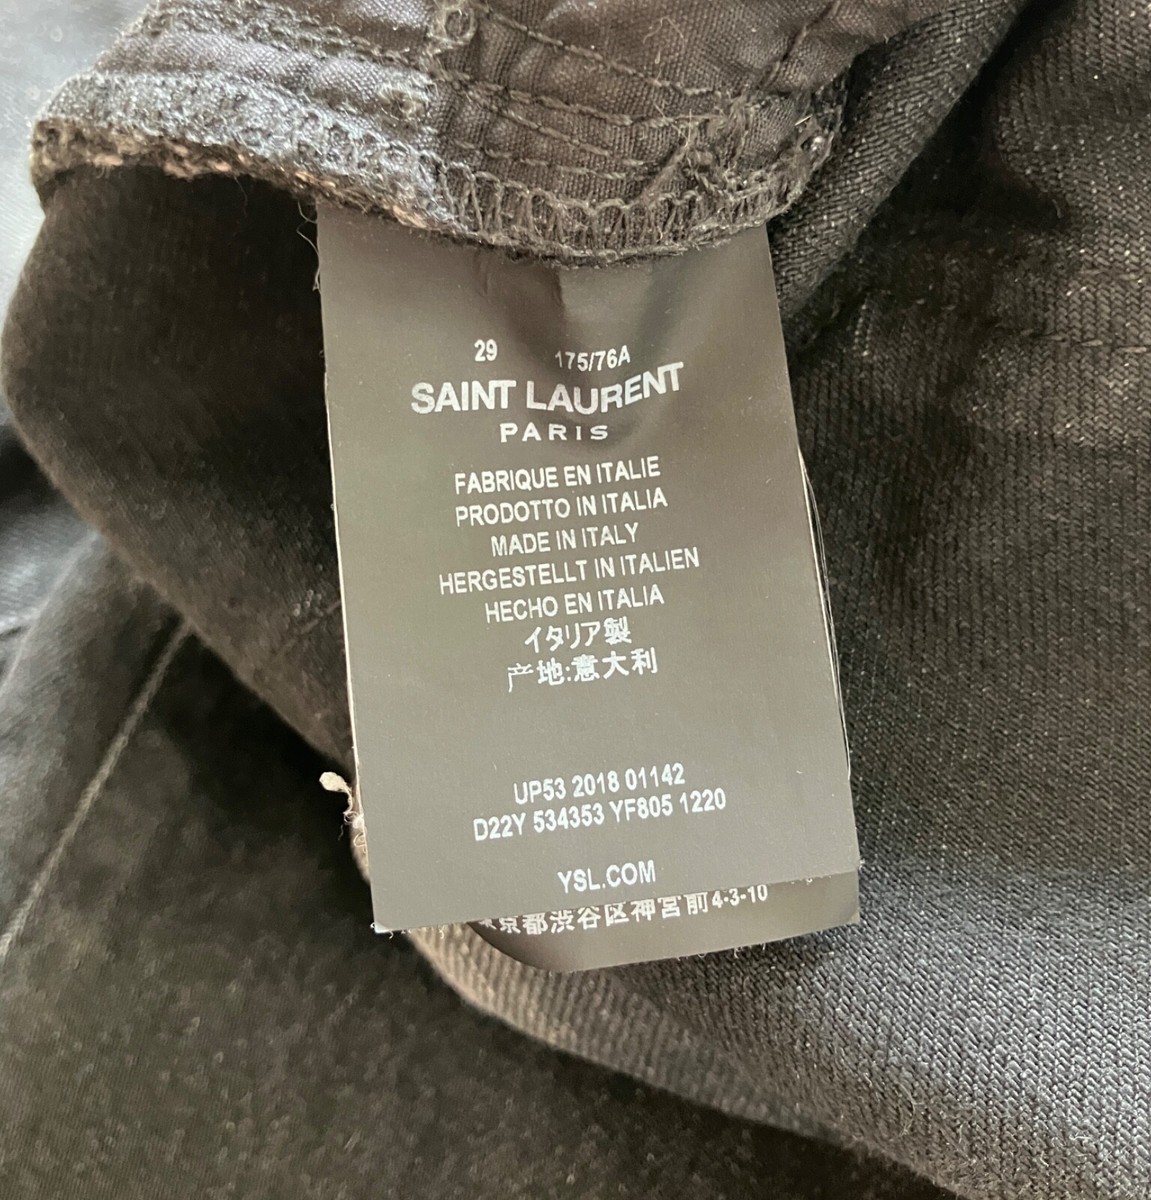 29 175/76A
SAINT LAURENT
PARIS
FABRIQUE EN ITALIE
PRODOTTO IN ITALIA
MADE IN ITALY
HERGESTELLT IN ITALIEN
HECHO EN ITALIA
イタリア製
产地:意大利
UP53 2018 01142
D22Y 534353 YF805 1220
YSL.COM
京都渋谷区神宮前4-3-10